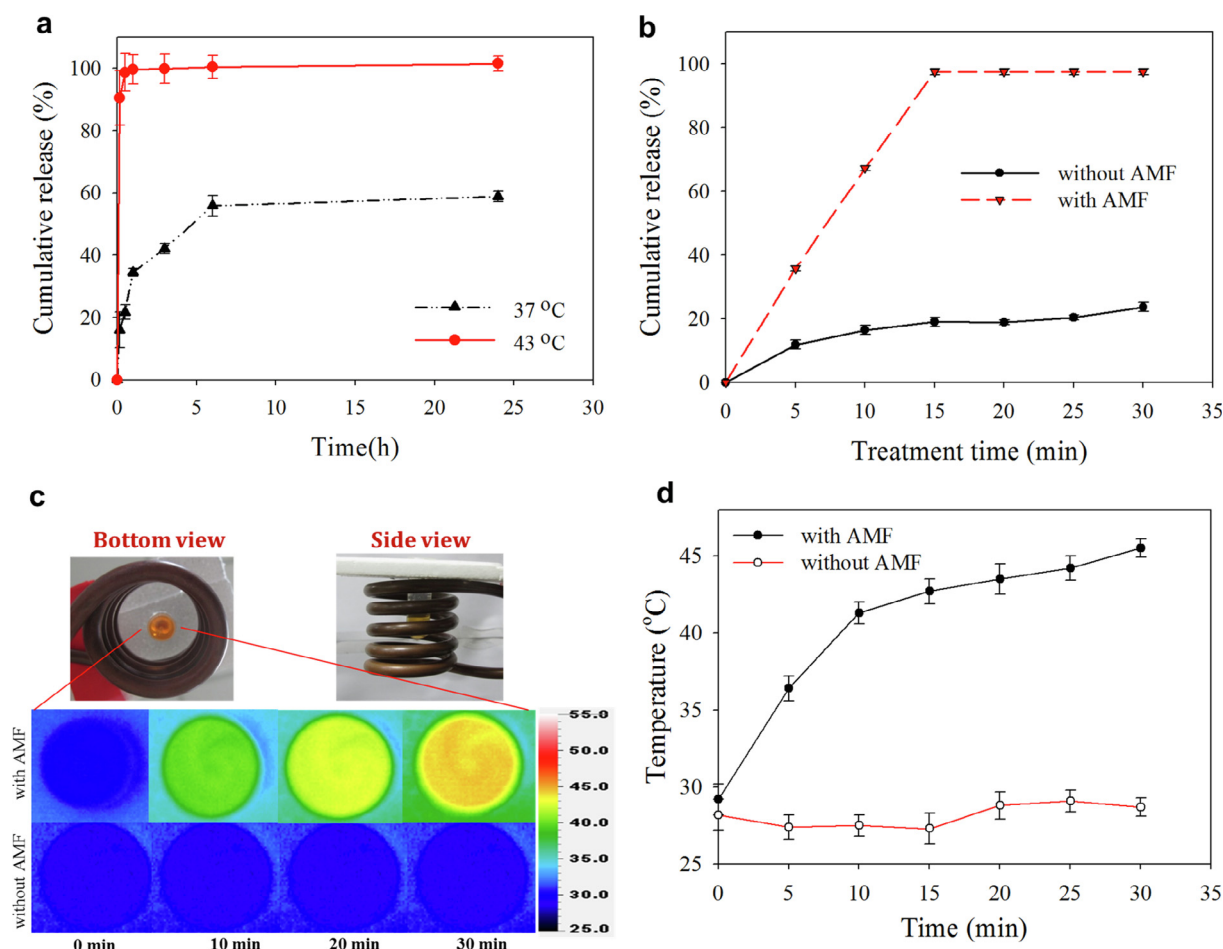 a
Cumulative release (%)
100
80
60
40
20
0
37 °C
43 °C
0 5 10 15 20 25 30
Time(h)
b
Cumulative release (%)
100
80
60
40
20
0
without AMF
with AMF
0 5 10 15 20 25 30 35
Treatment time (min)
c
Bottom view
Side view
with AMF
without AMF
55.0
50.0
45.0
40.0
35.0
30.0
25.0
0 min 10 min 20 min 30 min
d
Temperature (°C)
45
35
25
with AMF
without AMF
0 5 10 15 20 25 30 35
Time (min)